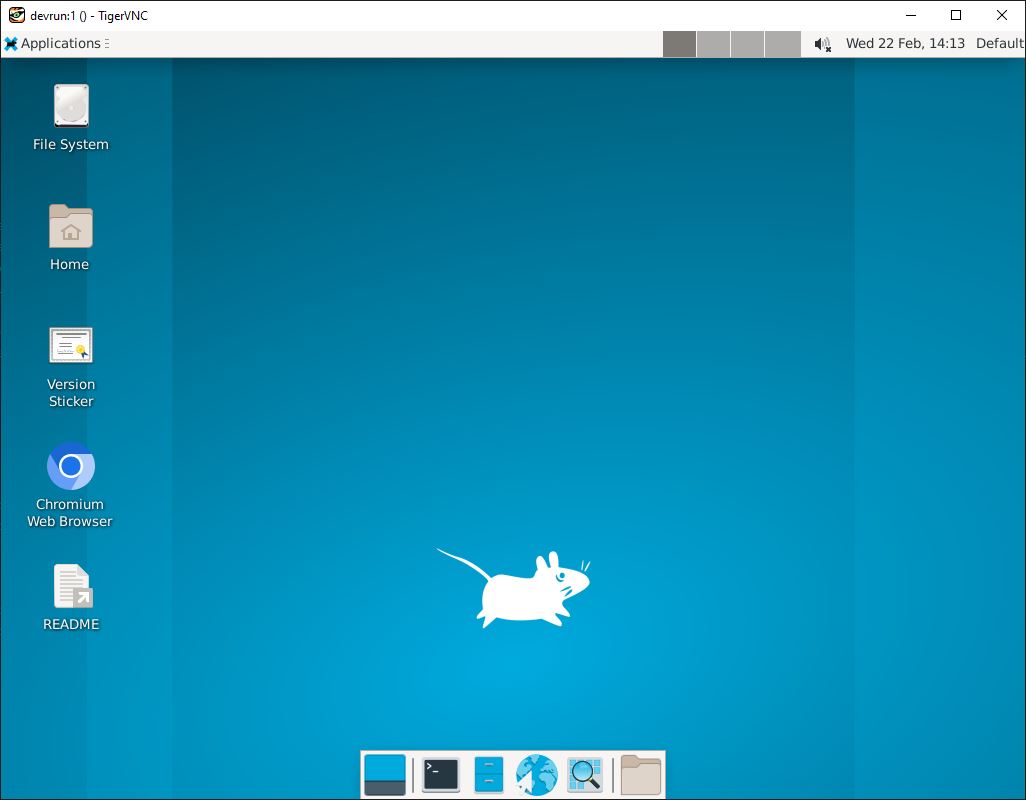 devrun:1 () - TigerVNC
Applications
Wed 22 Feb, 14:13
Default
File System
Home
Version
Sticker
Chromium
Web Browser
README
>_